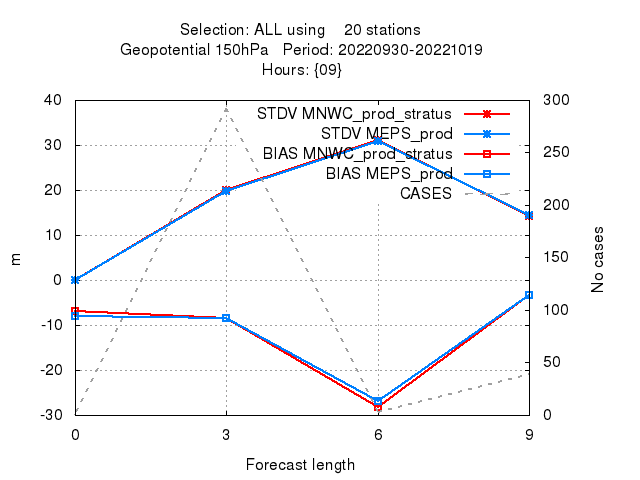 Selection: ALL using    20 stations
Geopotential 150hPa   Period: 20220930-20221019
Hours: {09}
40
30
20
10
0
-10
-20
-30
m
300
250
200
150
100
50
0
No cases
STDV MNWC_prod_stratus
STDV MEPS_prod
BIAS MNWC_prod_stratus
BIAS MEPS_prod
CASES
0 3 6 9
Forecast length